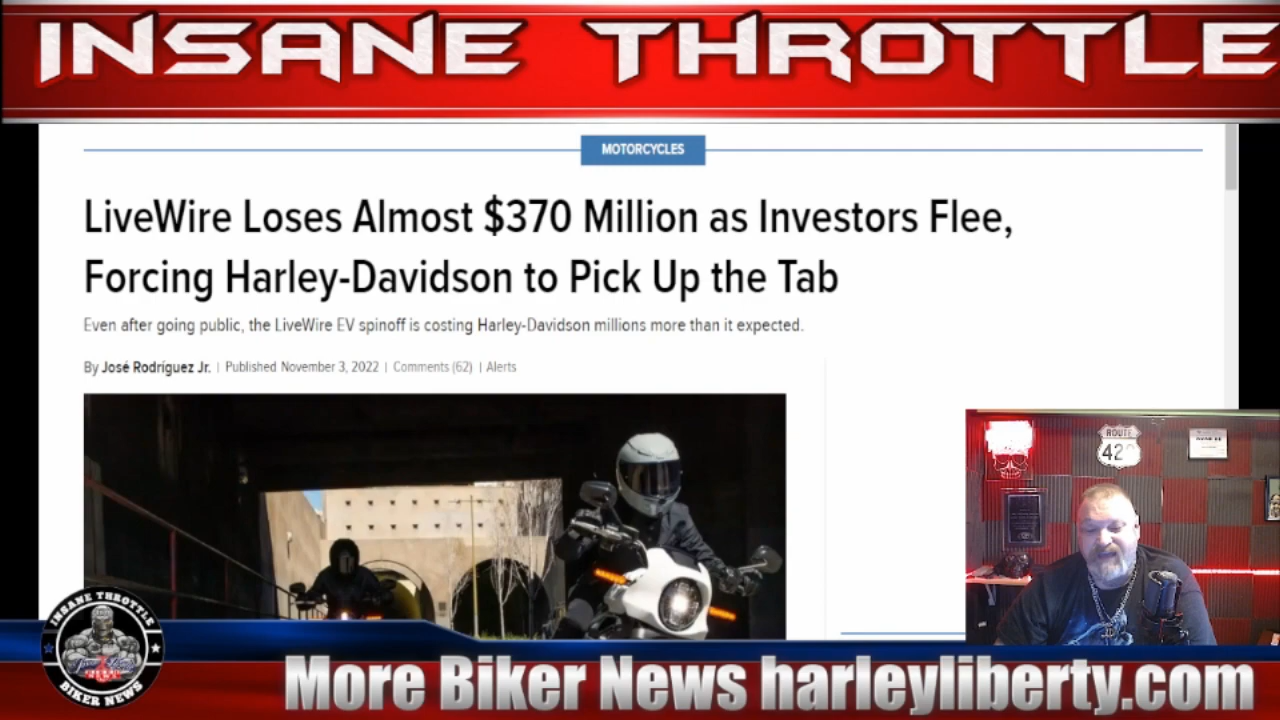 INSANE THROTTLE
MOTORCYCLES
LiveWire Loses Almost $370 Million as Investors Flee,
Forcing Harley-Davidson to Pick Up the Tab
Even after going public, the LiveWire EV spinoff is costing Harley-Davidson millions more than it expected.
By José Rodríguez Jr. | Published November 3, 2022 | Comments (62) | Alerts
ROUTE
42
INSANE THROTTLE
BIKER NEWS
More Biker News harleyliberty.com